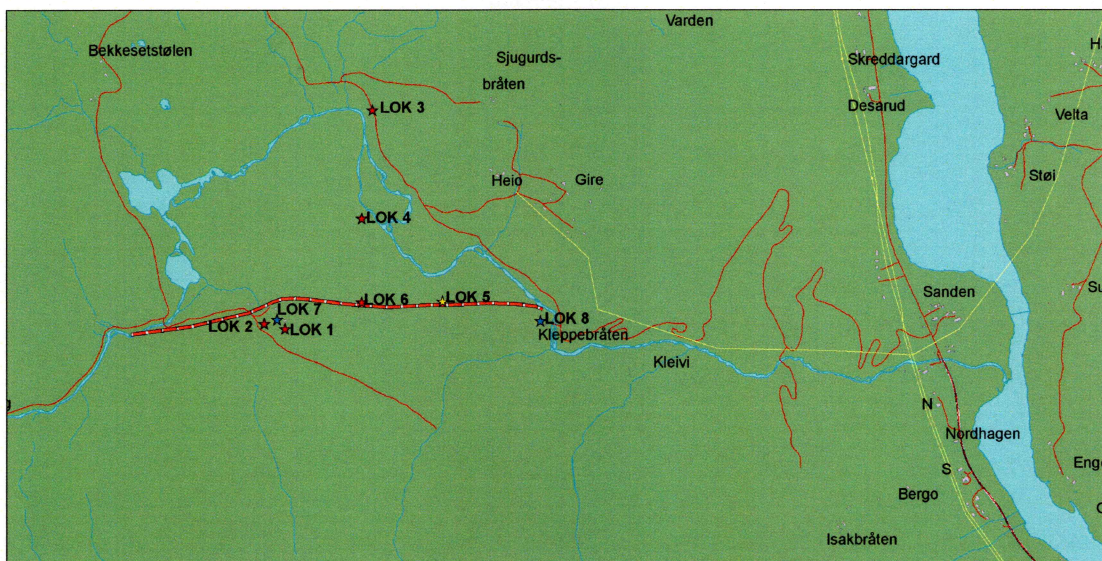 Varden
Bekkesetstølen
Sjugurds-
bråten
Skreddargard
Desarud
LOK 3
Velta
Støi
Heio
Gire
LOK 4
LOK 6
LOK 5
Sanden
LOK 7
LOK 2
LOK 1
LOK 8
Kleppebråten
Kleivi
N
Nordhagen
S
Bergo
Isakbråten